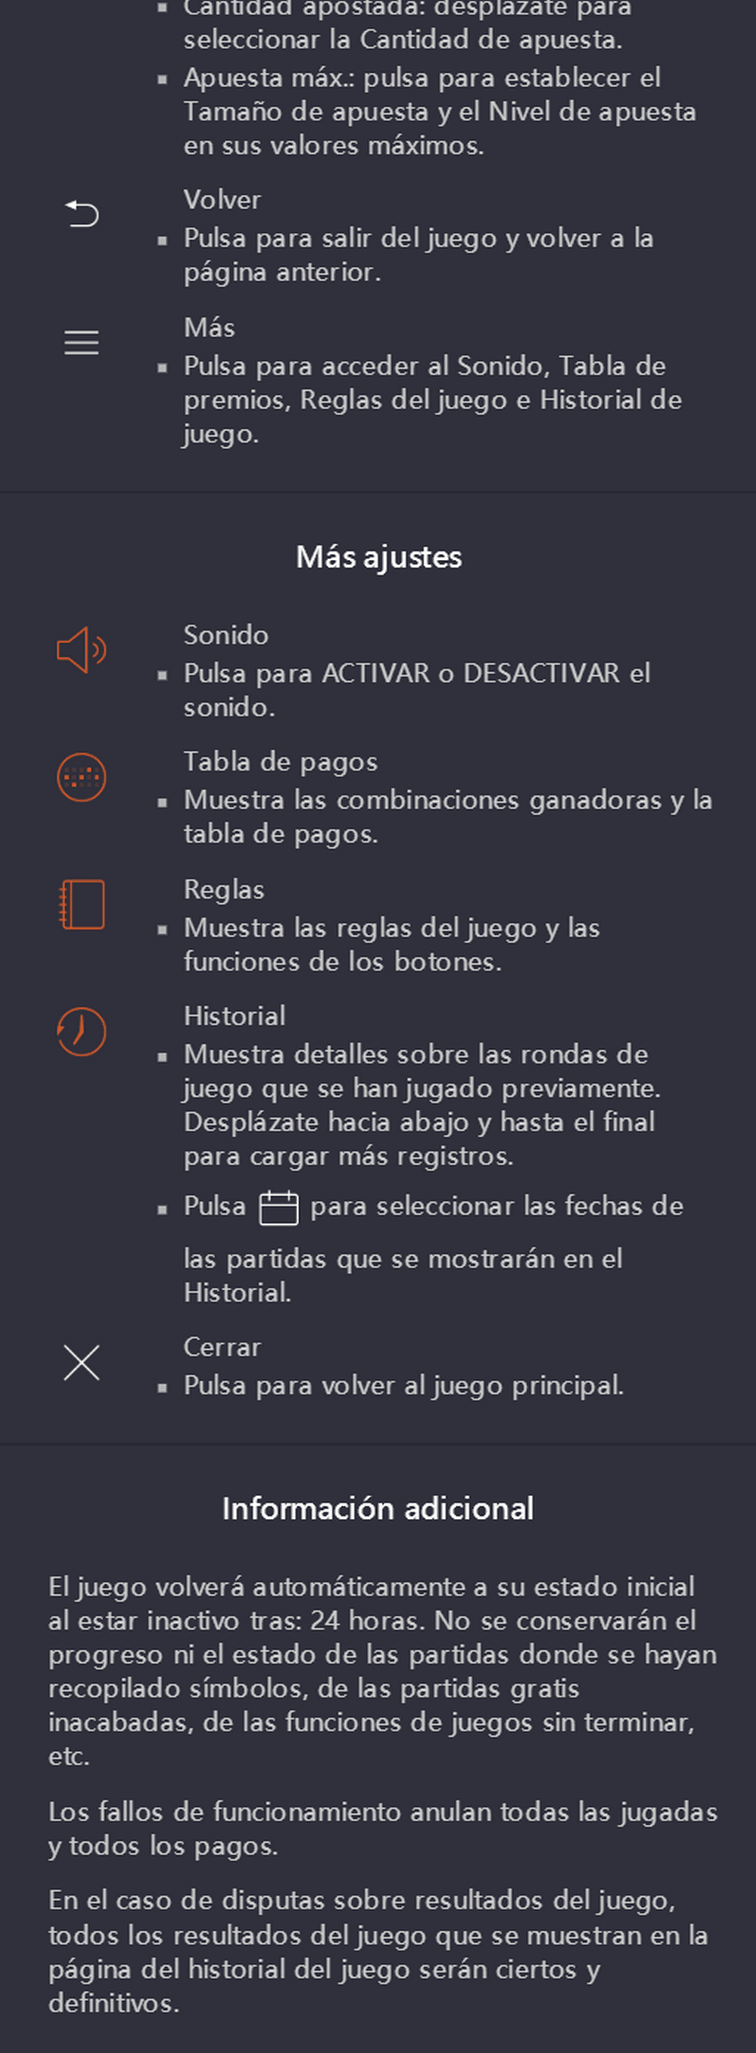 Cantidad apostada: desplázate para
seleccionar la Cantidad de apuesta.
Apuesta máx.: pulsa para establecer el
Tamaño de apuesta y el Nivel de apuesta
en sus valores máximos.
Volver
Pulsa para salir del juego y volver a la
página anterior.
Más
Pulsa para acceder al Sonido, Tabla de
premios, Reglas del juego e Historial de
juego.
Más ajustes
Sonido
Pulsa para ACTIVAR o DESACTIVAR el
sonido.
Tabla de pagos
Muestra las combinaciones ganadoras y la
tabla de pagos.
Reglas
Muestra las reglas del juego y las
funciones de los botones.
Historial
Muestra detalles sobre las rondas de
juego que se han jugado previamente.
Desplázate hacia abajo y hasta el final
para cargar más registros.
Pulsa para seleccionar las fechas de
las partidas que se mostrarán en el
Historial.
Cerrar
Pulsa para volver al juego principal.
Información adicional
El juego volverá automáticamente a su estado inicial
al estar inactivo tras: 24 horas. No se conservarán el
progreso ni el estado de las partidas donde se hayan
recopilado símbolos, de las partidas gratis
inacabadas, de las funciones de juegos sin terminar,
etc.
Los fallos de funcionamiento anulan todas las jugadas
y todos los pagos.
En el caso de disputas sobre resultados del juego,
todos los resultados del juego que se muestran en la
página del historial del juego serán ciertos y
definitivos.